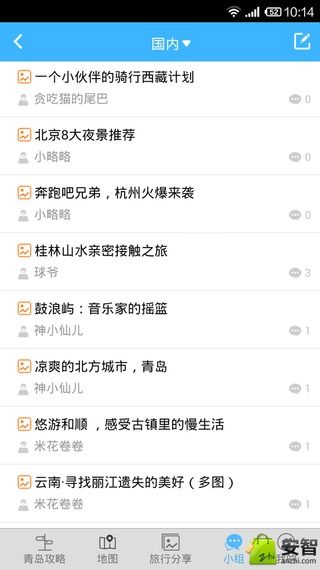 52 10:14
国内▼
一个小伙伴的骑行西藏计划
贪吃猫的尾巴 0
北京8大夜景推荐
小略略 0
奔跑吧兄弟，杭州火爆来袭
小略略 0
桂林山水亲密接触之旅
球爷 3
鼓浪屿：音乐家的摇篮
神小仙儿 1
凉爽的北方城市，青岛
神小仙儿 1
悠游和顺 ，感受古镇里的慢生活
米花卷卷 0
云南·寻找丽江遗失的美好（多图）
米花卷卷 0
青岛攻略 地图 旅行分享 小组
安智
anzhi.com